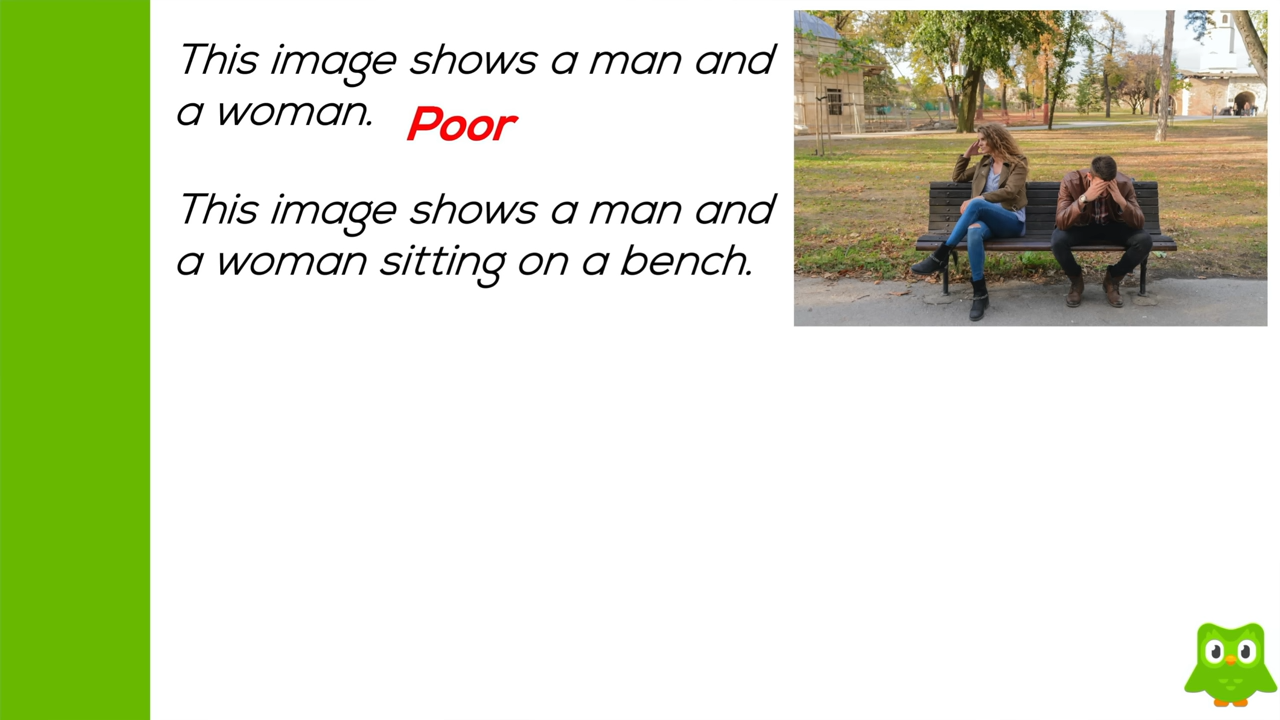 This image shows a man and
a woman. Poor
This image shows a man and
a woman sitting on a bench.